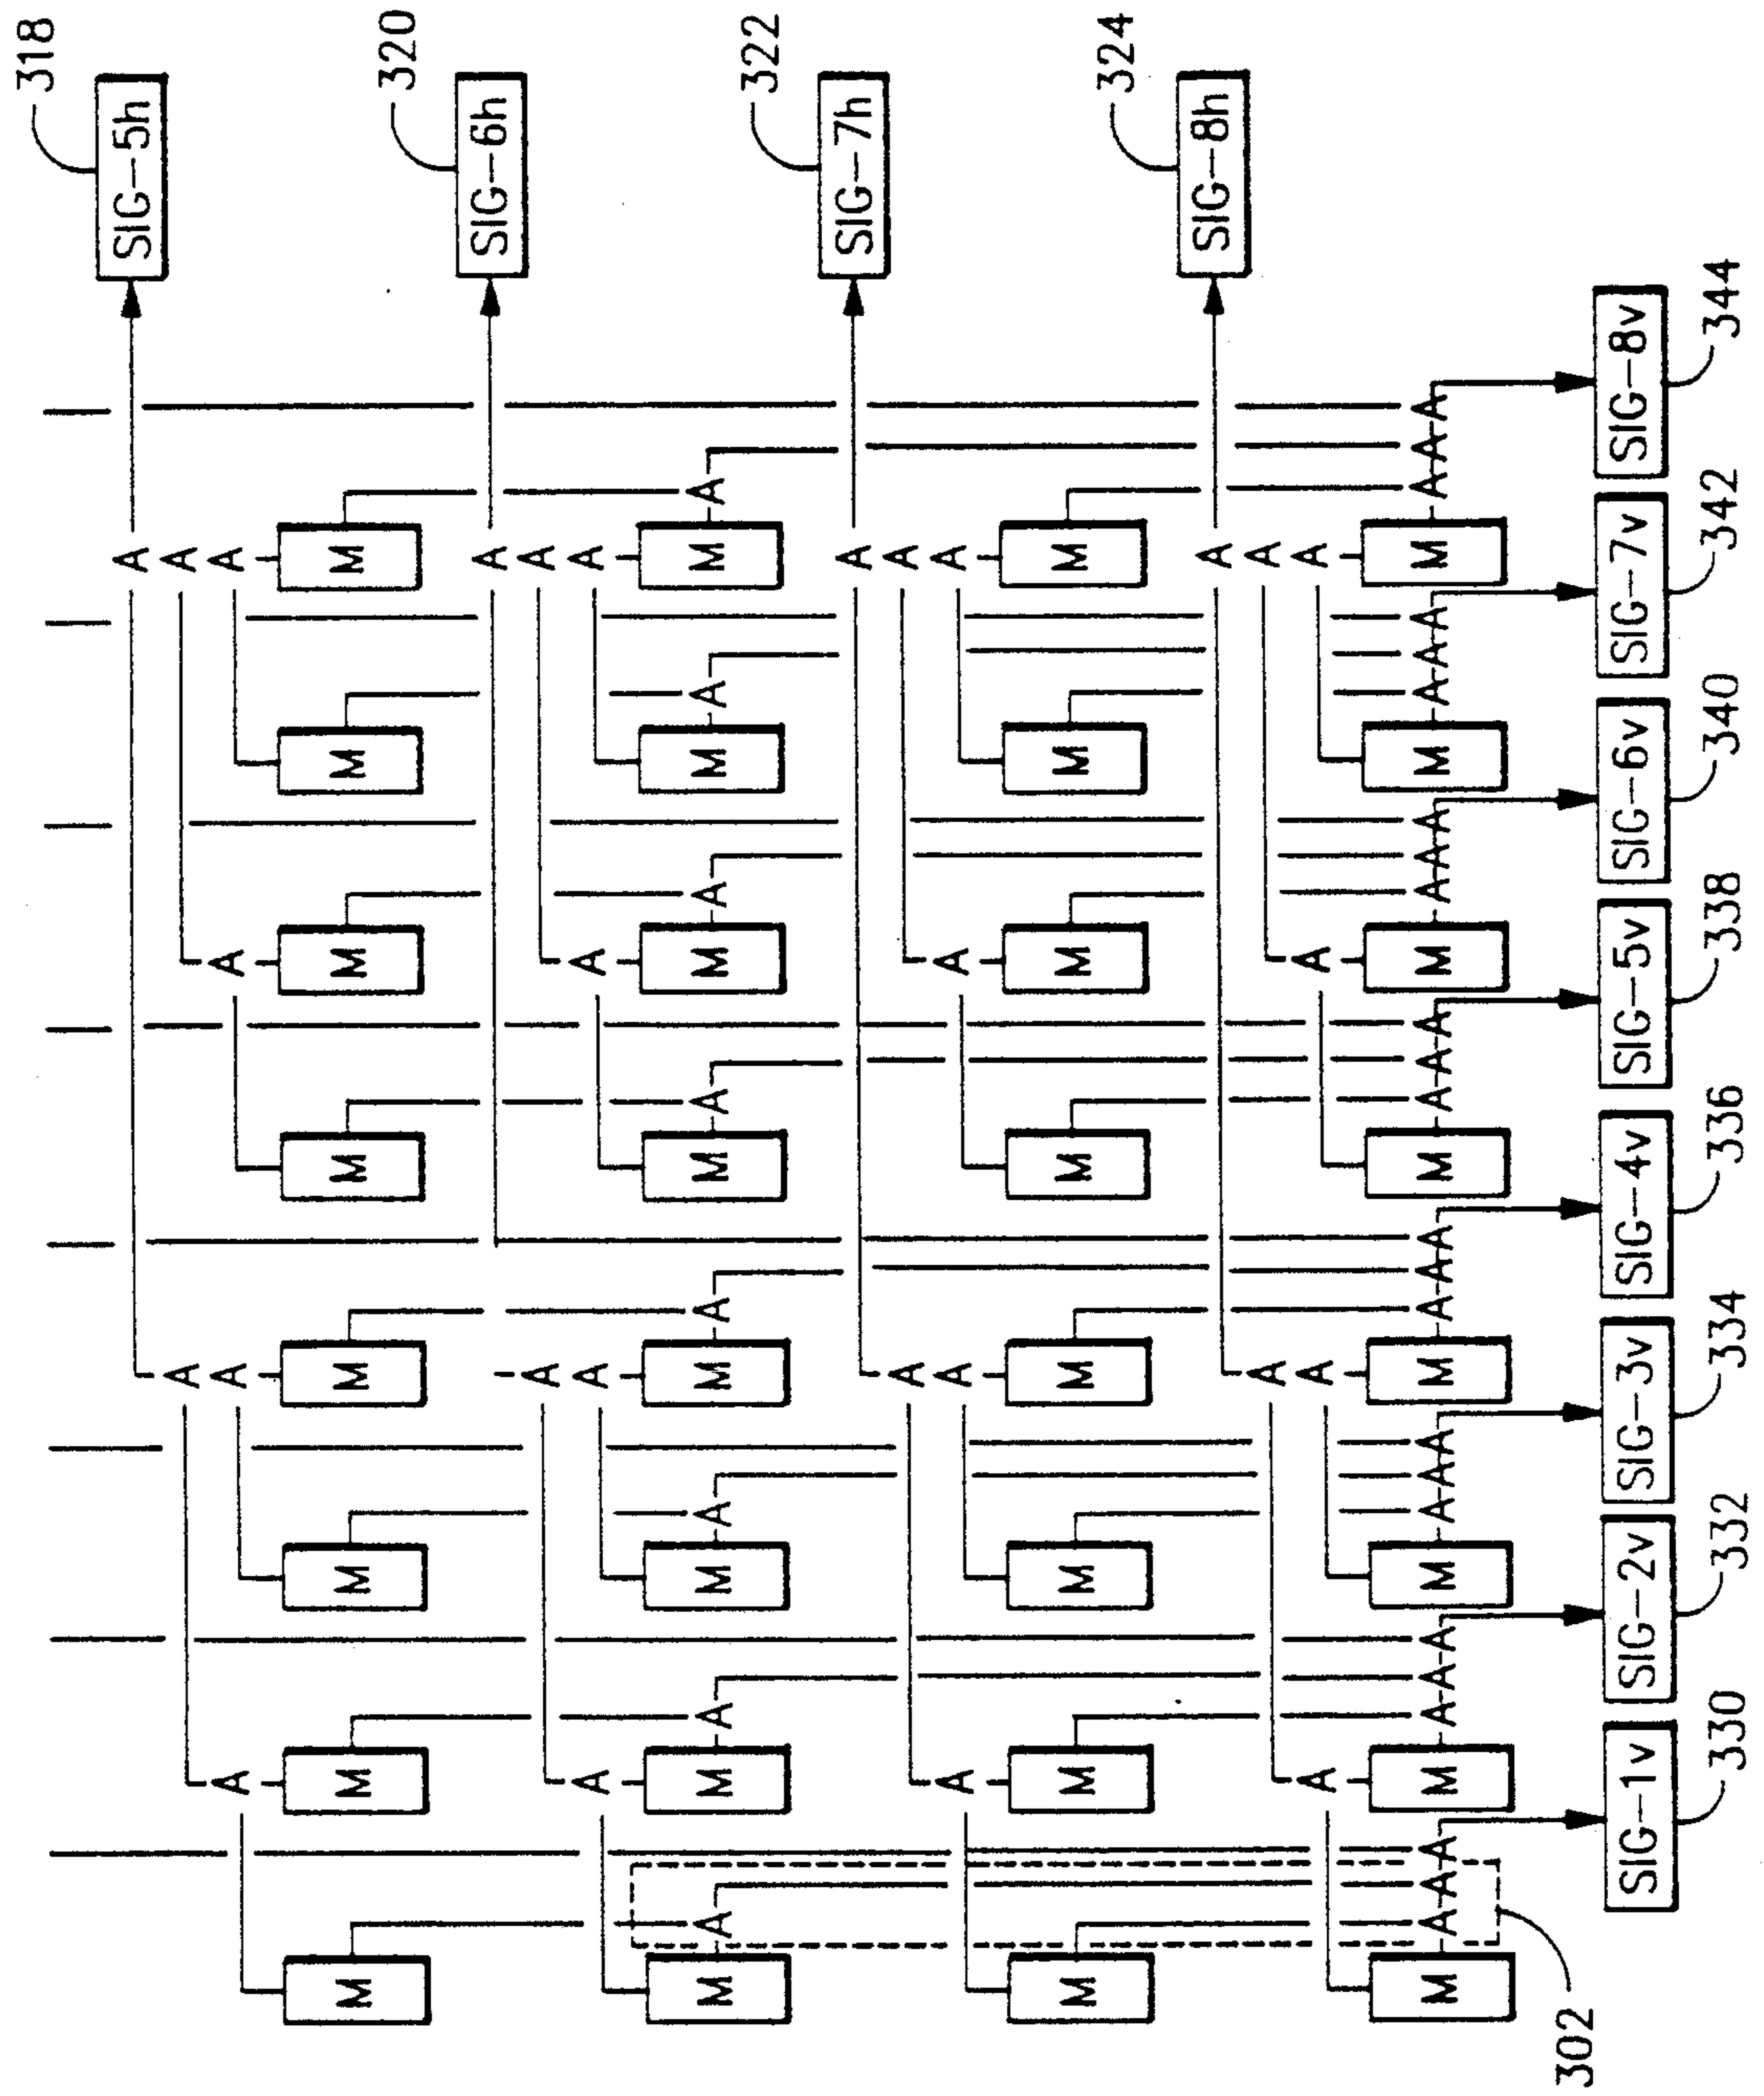 318
A SIG-5h
A A
A A A A
M M M M M M M M
320
A SIG-6h
A A
A A A A
M A M A M A M A M A M A M A M A
322
A SIG-7h
A A
A A A A
M M M M M M M M
324
A SIG-8h
A A
A A A A
M A A A M A A A M A A A M A A A M A A A M A A A M A A A M A A A
302
SIG-1v SIG-2v SIG-3v SIG-4v SIG-5v SIG-6v SIG-7v SIG-8v
330 332 334 336 338 340 342 344